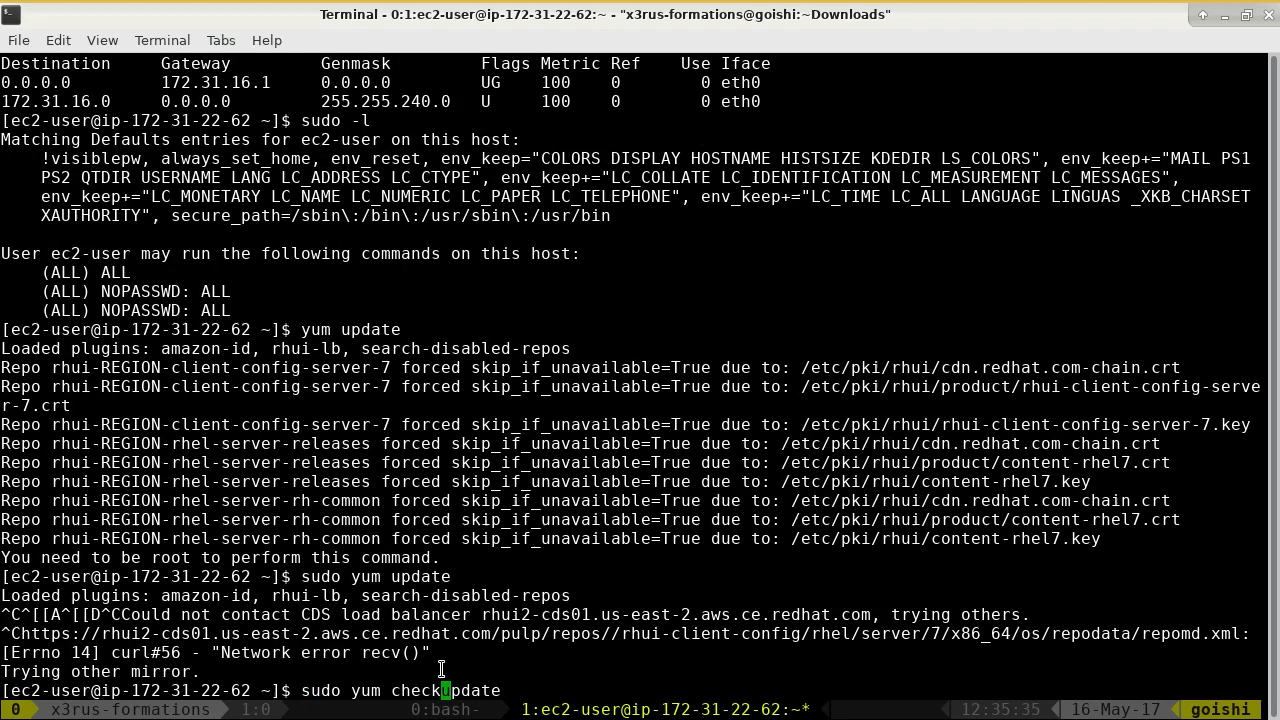 Terminal - 0:1:ec2-user@ip-172-31-22-62:~ - "x3rus-formations@goishi:~Downloads"
File Edit View Terminal Tabs Help
Destination Gateway Genmask Flags Metric Ref Use Iface
0.0.0.0 172.31.16.1 0.0.0.0 UG 100 0 0 eth0
172.31.16.0 0.0.0.0 255.255.240.0 U 100 0 0 eth0
[ec2-user@ip-172-31-22-62 ~]$ sudo -l
Matching Defaults entries for ec2-user on this host:
!visiblepw, always_set_home, env_reset, env_keep="COLORS DISPLAY HOSTNAME HISTSIZE KDEDIR LS_COLORS", env_keep+="MAIL PS1
PS2 QTDIR USERNAME LANG LC_ADDRESS LC_CTYPE", env_keep+="LC_COLLATE LC_IDENTIFICATION LC_MEASUREMENT LC_MESSAGES",
env_keep+="LC_MONETARY LC_NAME LC_NUMERIC LC_PAPER LC_TELEPHONE", env_keep+="LC_TIME LC_ALL LANGUAGE LINGUAS _XKB_CHARSET
XAUTHORITY", secure_path=/sbin\:/bin\:/usr/sbin\:/usr/bin
User ec2-user may run the following commands on this host:
(ALL) ALL
(ALL) NOPASSWD: ALL
(ALL) NOPASSWD: ALL
[ec2-user@ip-172-31-22-62 ~]$ yum update
Loaded plugins: amazon-id, rhui-lb, search-disabled-repos
Repo rhui-REGION-client-config-server-7 forced skip_if_unavailable=True due to: /etc/pki/rhui/cdn.redhat.com-chain.crt
Repo rhui-REGION-client-config-server-7 forced skip_if_unavailable=True due to: /etc/pki/rhui/product/rhui-client-config-serve
r-7.crt
Repo rhui-REGION-client-config-server-7 forced skip_if_unavailable=True due to: /etc/pki/rhui/rhui-client-config-server-7.key
Repo rhui-REGION-rhel-server-releases forced skip_if_unavailable=True due to: /etc/pki/rhui/cdn.redhat.com-chain.crt
Repo rhui-REGION-rhel-server-releases forced skip_if_unavailable=True due to: /etc/pki/rhui/product/content-rhel7.crt
Repo rhui-REGION-rhel-server-releases forced skip_if_unavailable=True due to: /etc/pki/rhui/content-rhel7.key
Repo rhui-REGION-rhel-server-rh-common forced skip_if_unavailable=True due to: /etc/pki/rhui/cdn.redhat.com-chain.crt
Repo rhui-REGION-rhel-server-rh-common forced skip_if_unavailable=True due to: /etc/pki/rhui/product/content-rhel7.crt
Repo rhui-REGION-rhel-server-rh-common forced skip_if_unavailable=True due to: /etc/pki/rhui/content-rhel7.key
You need to be root to perform this command.
[ec2-user@ip-172-31-22-62 ~]$ sudo yum update
Loaded plugins: amazon-id, rhui-lb, search-disabled-repos
^C^[[A^[[D^CCould not contact CDS load balancer rhui2-cds01.us-east-2.aws.ce.redhat.com, trying others.
^Chttps://rhui2-cds01.us-east-2.aws.ce.redhat.com/pulp/repos//rhui-client-config/rhel/server/7/x86_64/os/repodata/repomd.xml:
[Errno 14] curl#56 - "Network error recv()"
Trying other mirror.
[ec2-user@ip-172-31-22-62 ~]$ sudo yum checkupdate
0 x3rus-formations 1:0 0:bash- 1:ec2-user@ip-172-31-22-62:~* 12:35:35 16-May-17 goishi